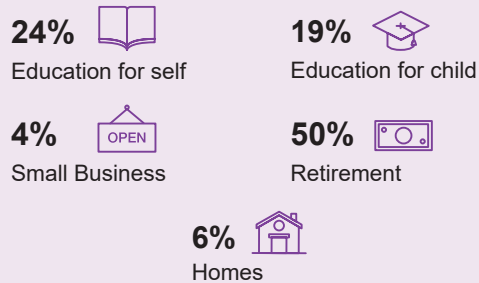 24%
Education for self
19%
Education for child
4%
OPEN
Small Business
50%
Retirement
6%
Homes